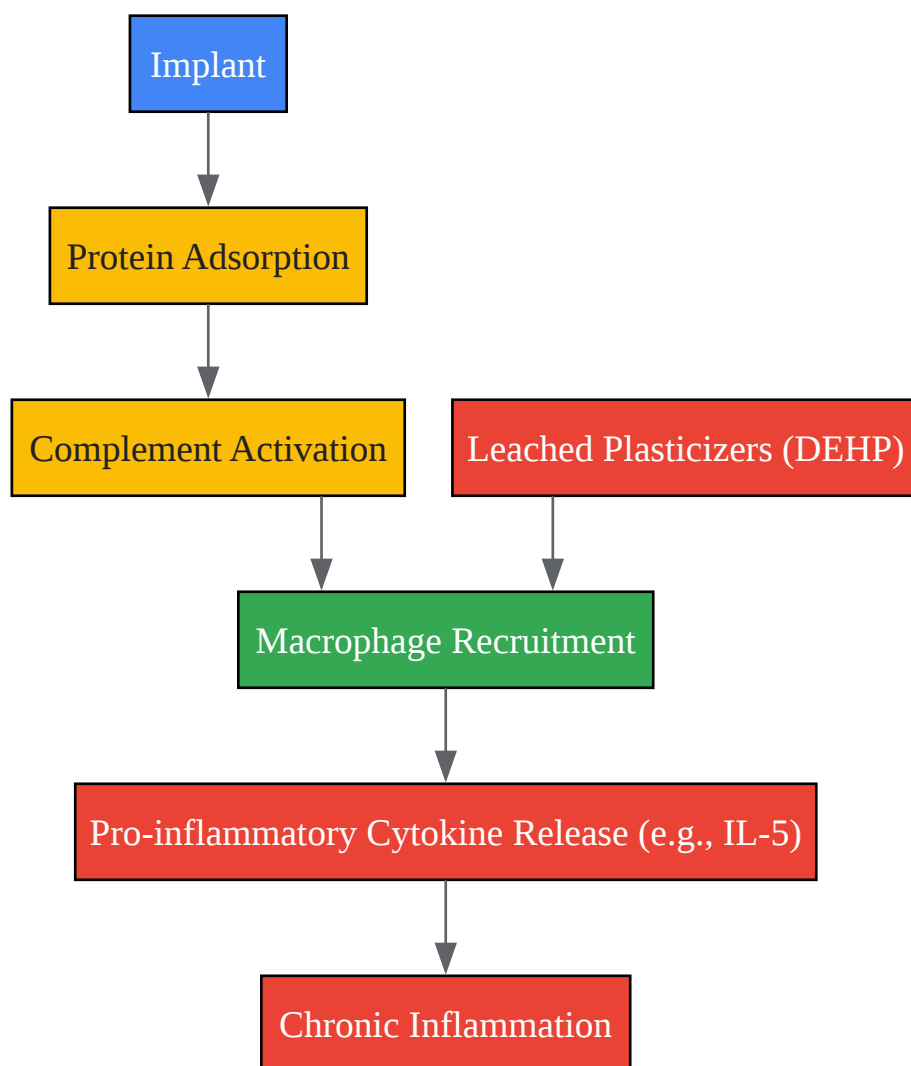 Implant
Protein Adsorption
Complement Activation
Leached Plasticizers (DEHP)
Macrophage Recruitment
Pro-inflammatory Cytokine Release (e.g., IL-5)
Chronic Inflammation